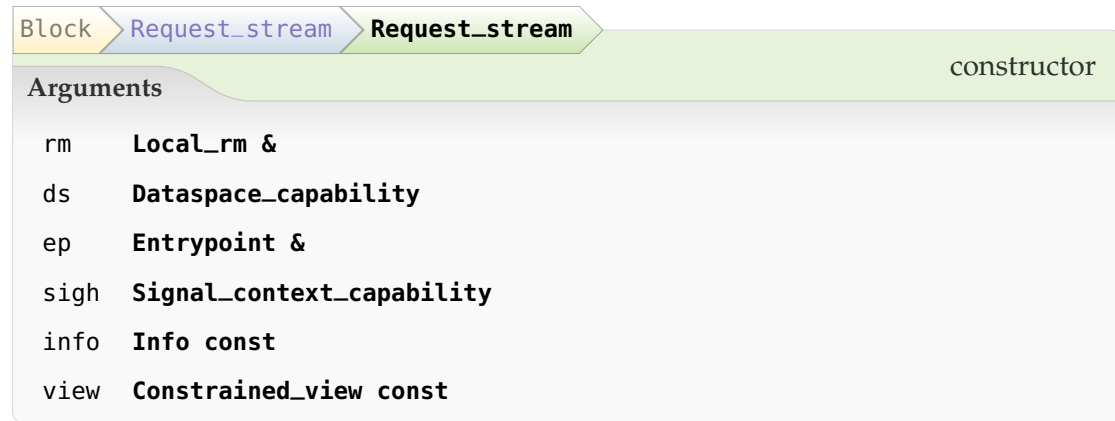 Block Request_stream Request_stream
constructor
Arguments
rm Local_rm &
ds Dataspace_capability
ep Entrypoint &
sigh Signal_context_capability
info Info const
view Constrained_view const